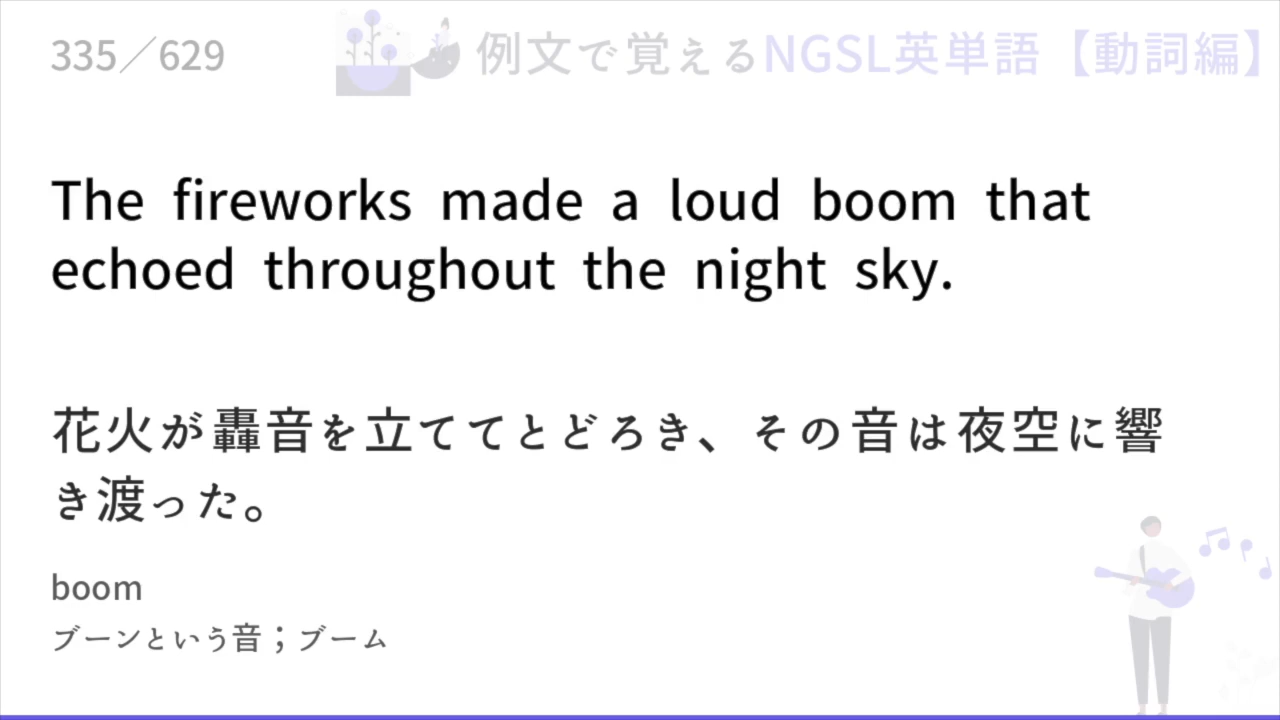 335／629
例文で覚えるNGSL英単語【動詞編】
The fireworks made a loud boom that
echoed throughout the night sky.
花火が轟音を立ててとどろき、その音は夜空に響
き渡った。
boom
ブーンという音；ブーム